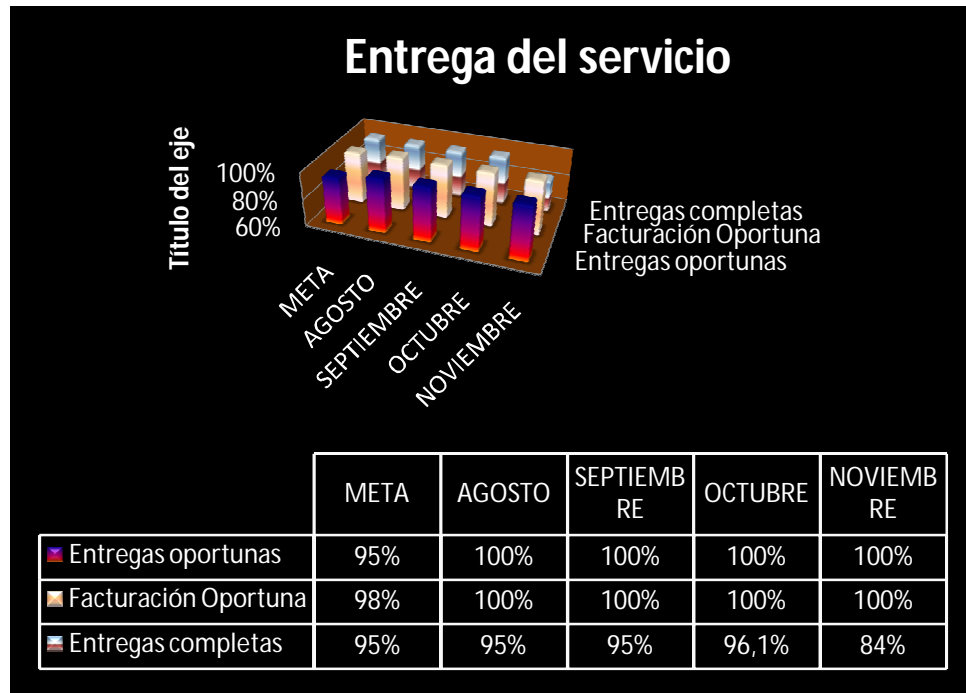 Entrega del servicio
Título del eje
100%
80%
60%
Entregas completas
Facturación Oportuna
Entregas oportunas
META
AGOSTO
SEPTIEMBRE
OCTUBRE
NOVIEMBRE
META AGOSTO SEPTIEMB OCTUBRE NOVIEMB
RE RE
Entregas oportunas 95% 100% 100% 100% 100%
Facturación Oportuna 98% 100% 100% 100% 100%
Entregas completas 95% 95% 95% 96,1% 84%